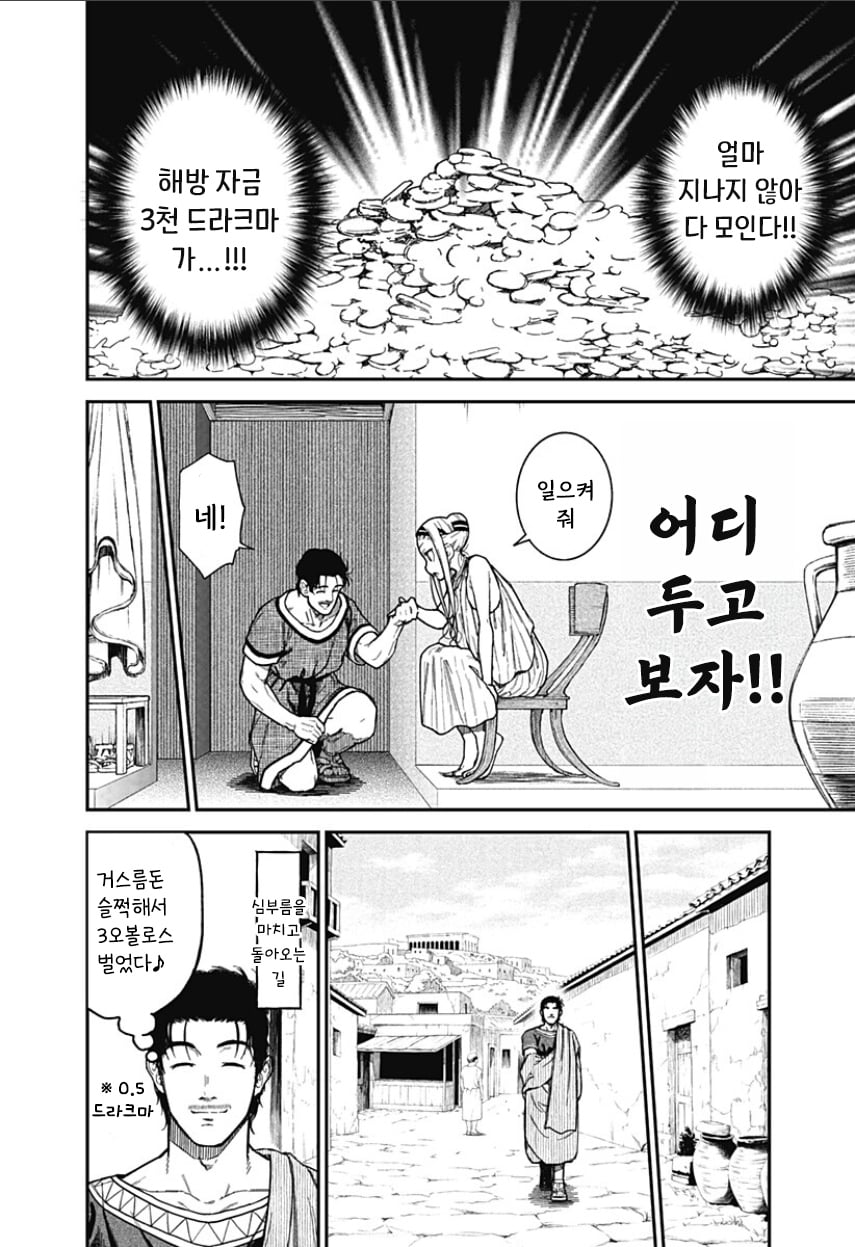 얼마
지나지 않아
다 모인다!!
해방 자금
3천 드라크마
가...!!!
어디
두고
보자!!
일으켜
줘
네!
심부름을
마치고
돌아오는
길
거스름돈
슬쩍해서
3오볼로스
벌었다♪
※ 0.5
드라크마